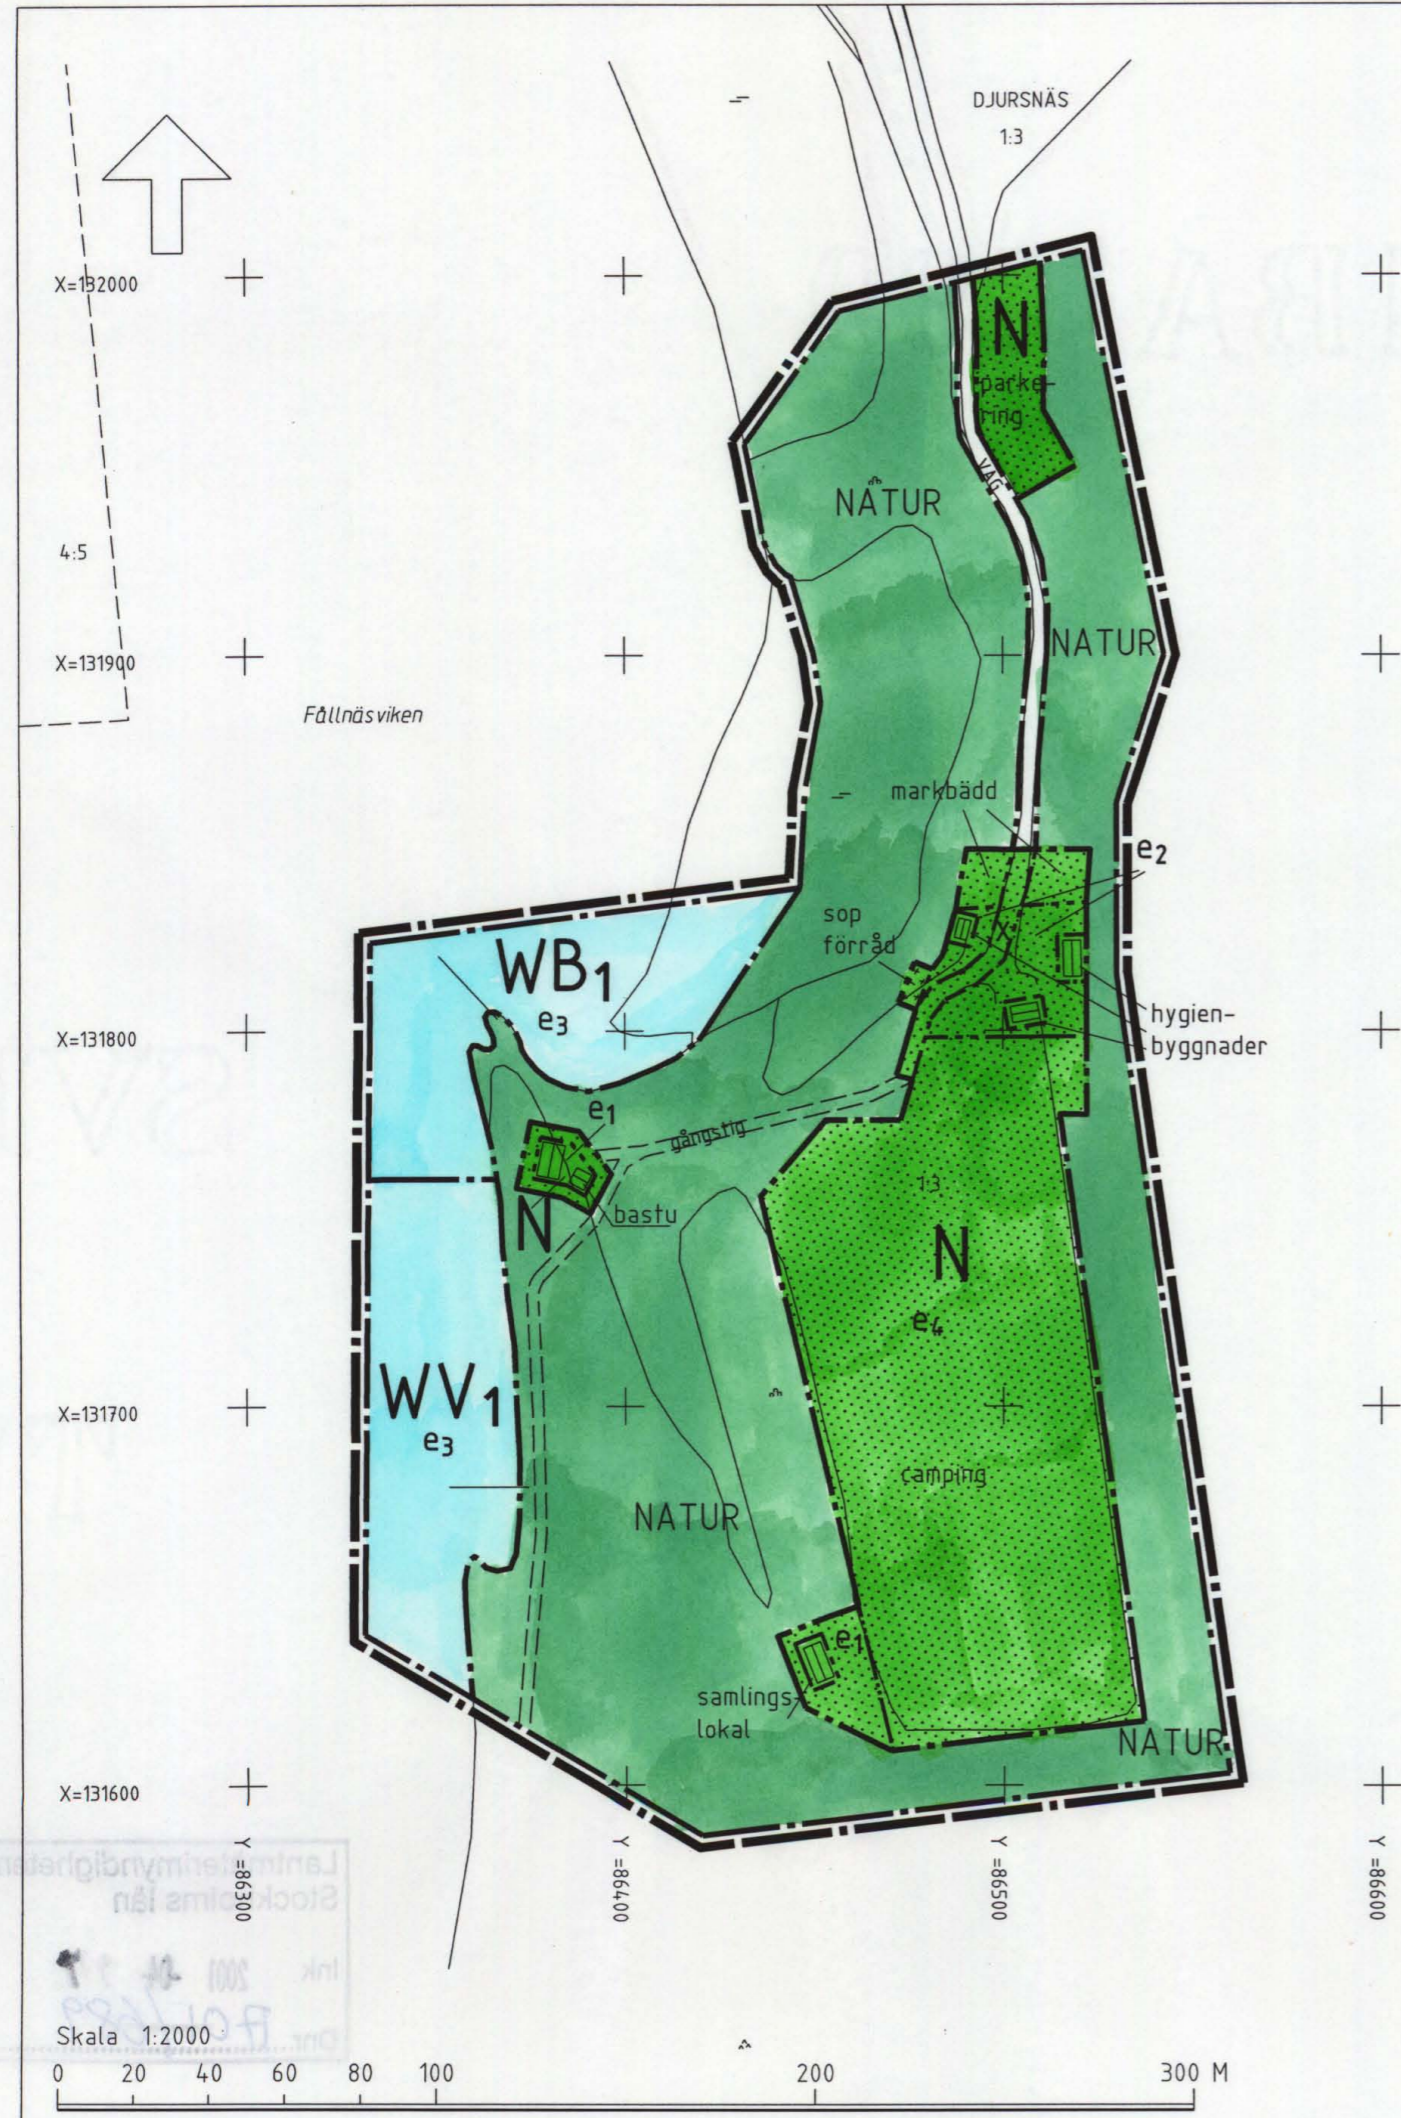 DJURSNÄS
1:3
X=132000
N
parke-
ring
VÄG
NATUR
4:5
NATUR
X=131900
Fållnäsviken
markbädd
e2
sop
förråd
x
WB1
e3
hygien-
byggnader
X=131800
e1
gångstig
1:3
N
bastu
N
e4
WV1
e3
X=131700
camping
NATUR
e1
samlings-
lokal
NATUR
X=131600
Y =86300
Y =86400
Y =86500
Y =86600
Lantmäterimyndigheten
Stockholms län
Ink 2001
Dnr
Skala 1:2000
0 20 40 60 80 100 200 300 M